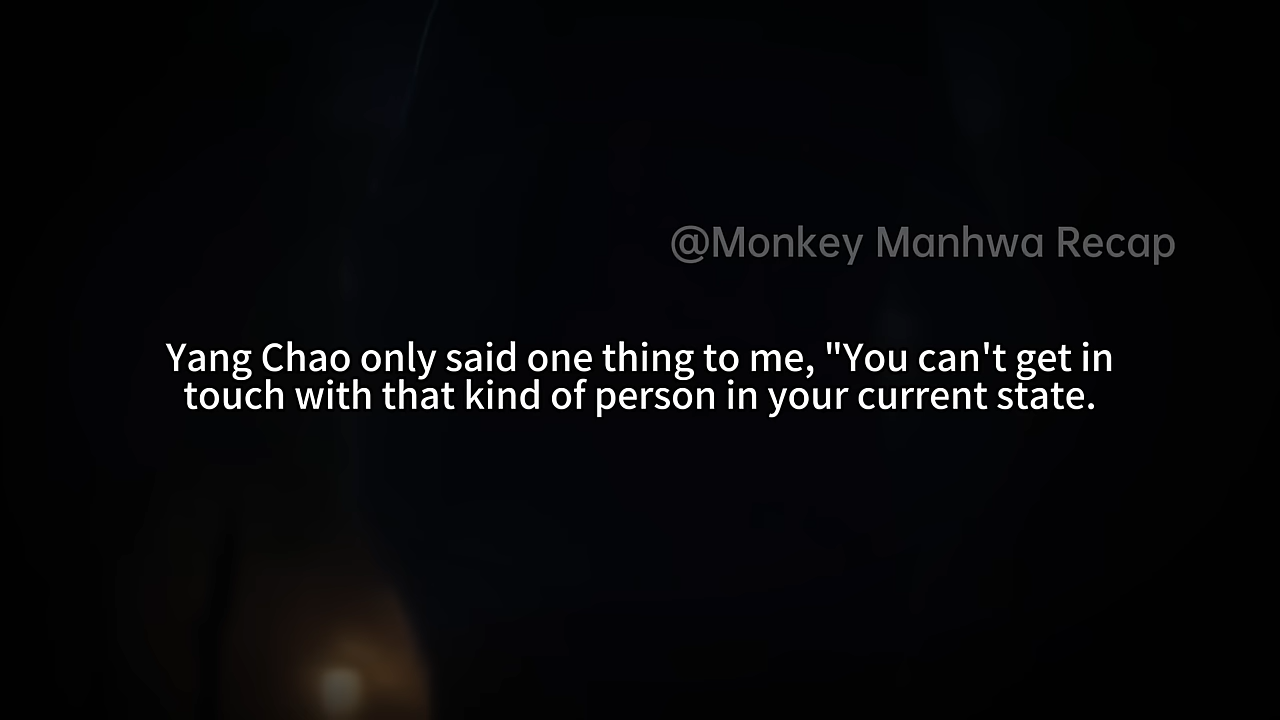 @Monkey Manhwa Recap
Yang Chao only said one thing to me, "You can't get in
touch with that kind of person in your current state.